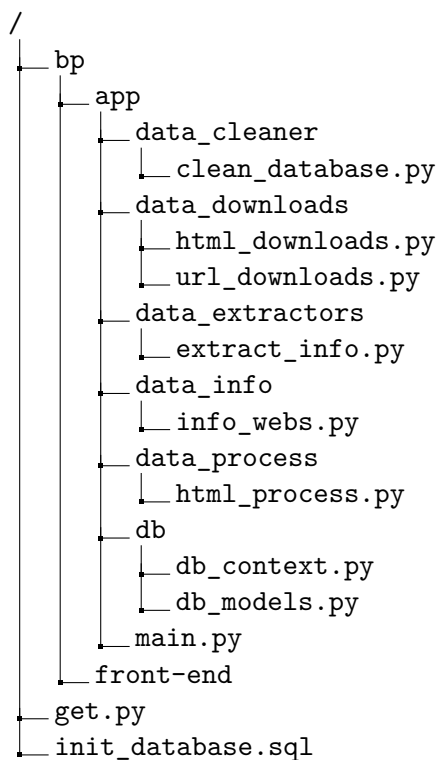 /
bp
app
data_cleaner
clean_database.py
data_downloads
html_downloads.py
url_downloads.py
data_extractors
extract_info.py
data_info
info_webs.py
data_process
html_process.py
db
db_context.py
db_models.py
main.py
front-end
get.py
init_database.sql